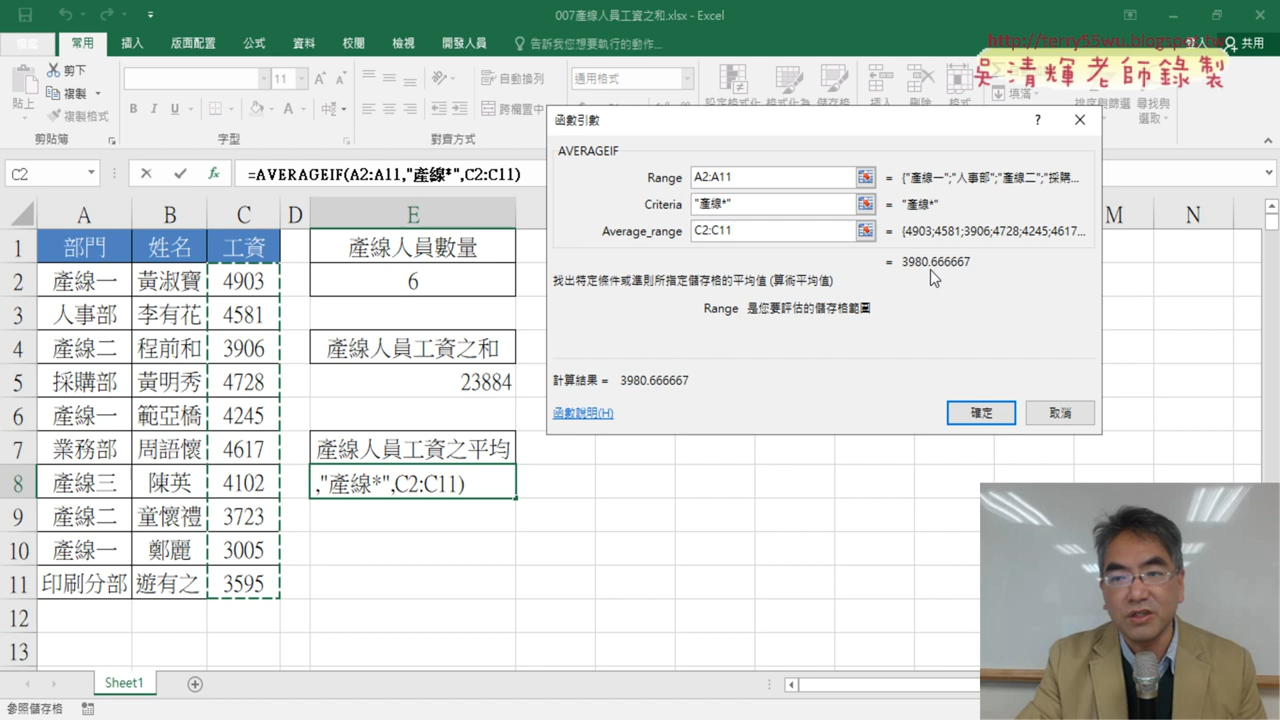 007產線人員工資之和.xlsx - Excel
檔案 常用 插入 版面配置 公式 資料 校閱 檢視 開發人員 告訴我您想要執行的動作... 登入 共用
http://terry55wu.blogspot.tw
吳清輝老師錄製
貼上 剪下 複製 複製格式 剪貼簿
11 B I U 字型
自動換列 跨欄置中 對齊方式
通用格式
填滿
排序與篩選 尋找與選取
C2 =AVERAGEIF(A2:A11,"產線*",C2:C11)
A B C D E M N
1 部門 姓名 工資 產線人員數量
2 產線一 黃淑寶 4903 6
3 人事部 李有花 4581
4 產線二 程前和 3906 產線人員工資之和
5 採購部 黃明秀 4728 23884
6 產線一 範亞橋 4245
7 業務部 周語懷 4617 產線人員工資之平均
8 產線三 陳英 4102 ,"產線*",C2:C11)
9 產線二 童懷禮 3723
10 產線一 鄭麗 3005
11 印刷分部 遊有之 3595
12
13
函數引數 ?
AVERAGEIF
Range A2:A11 = {"產線一";"人事部";"產線二";"採購...
Criteria "產線*" = "產線*"
Average_range C2:C11 = {4903;4581;3906;4728;4245;4617...
= 3980.666667
找出特定條件或準則所指定儲存格的平均值 (算術平均值)
Range 是您要評估的儲存格範圍
計算結果 = 3980.666667
函數說明(H) 確定 取消
Sheet1
參照儲存格